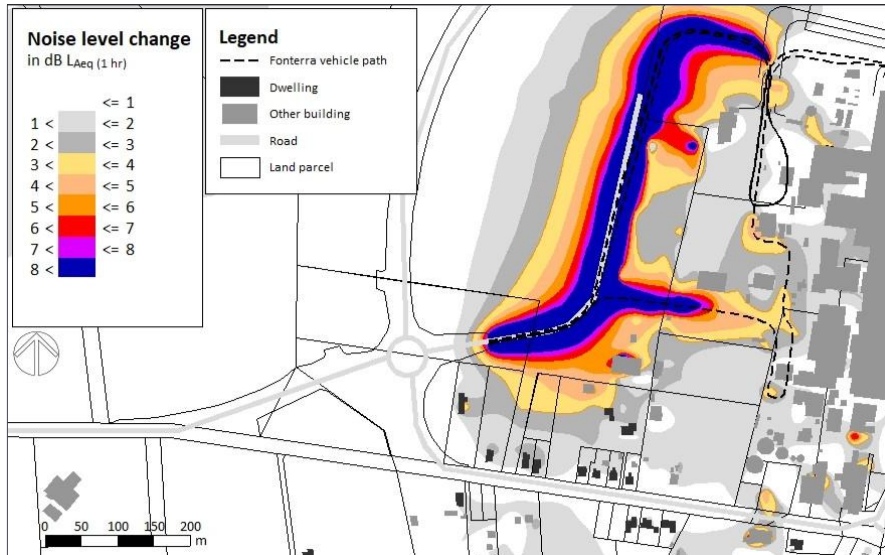 Noise level change
in dB LAeq (1 hr)
<= 1
1 < <= 2
2 < <= 3
3 < <= 4
4 < <= 5
5 < <= 6
6 < <= 7
7 < <= 8
8 <
Legend
Fonterra vehicle path
Dwelling
Other building
Road
Land parcel
0 50 100 150 200
m